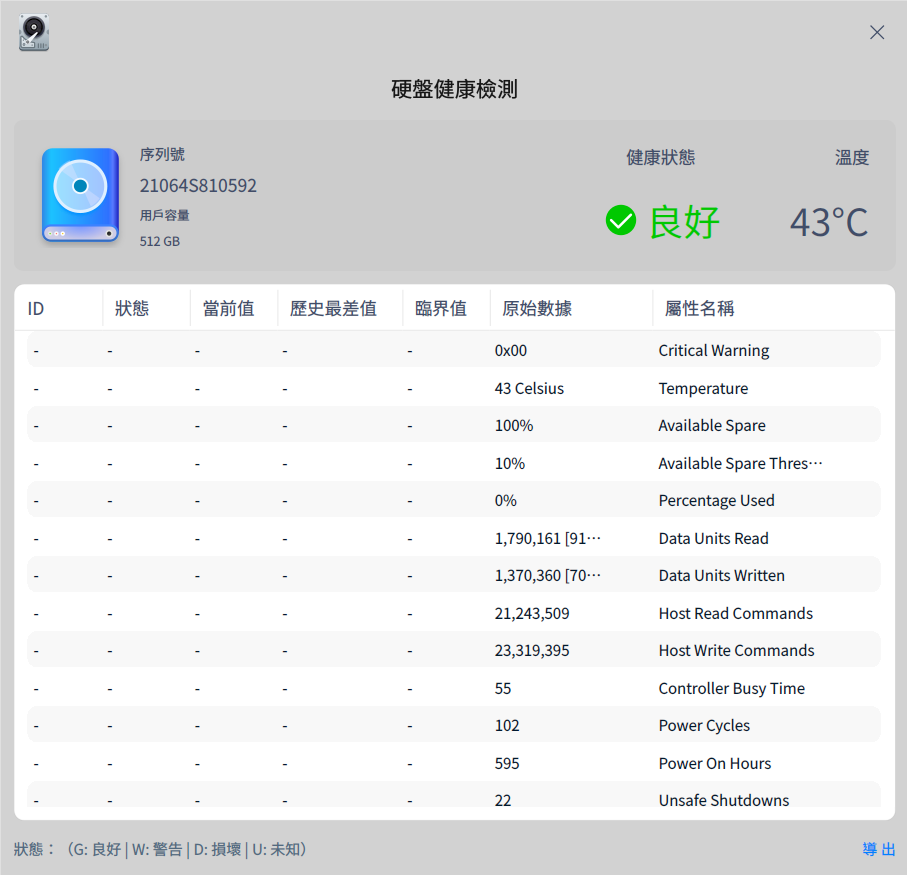 硬盤健康檢測
序列號
21064S810592
用戶容量
512 GB
健康狀態
良好
溫度
43°C
ID 狀態 當前值 歷史最差值 臨界值 原始數據 屬性名稱
- - - - - 0x00 Critical Warning
- - - - - 43 Celsius Temperature
- - - - - 100% Available Spare
- - - - - 10% Available Spare Thres…
- - - - - 0% Percentage Used
- - - - - 1,790,161 [91… Data Units Read
- - - - - 1,370,360 [70… Data Units Written
- - - - - 21,243,509 Host Read Commands
- - - - - 23,319,395 Host Write Commands
- - - - - 55 Controller Busy Time
- - - - - 102 Power Cycles
- - - - - 595 Power On Hours
- - - - - 22 Unsafe Shutdowns
狀態：（G: 良好 | W: 警告 | D: 損壞 | U: 未知） 導出